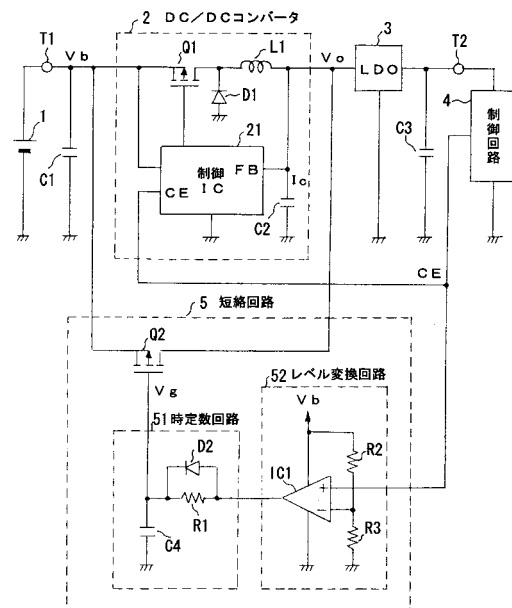 2 DC/DCコンバータ
T1
Vb
Q1
L1
Vo
3
T2
LDO
4
D1
1
C1
21
制御
IC
FB
CE
Ic
C2
C3
制御回路
CE
5 短絡回路
Q2
52 レベル変換回路
Vg
Vb
51 時定数回路
D2
IC1
R2
+
−
R1
R3
C4